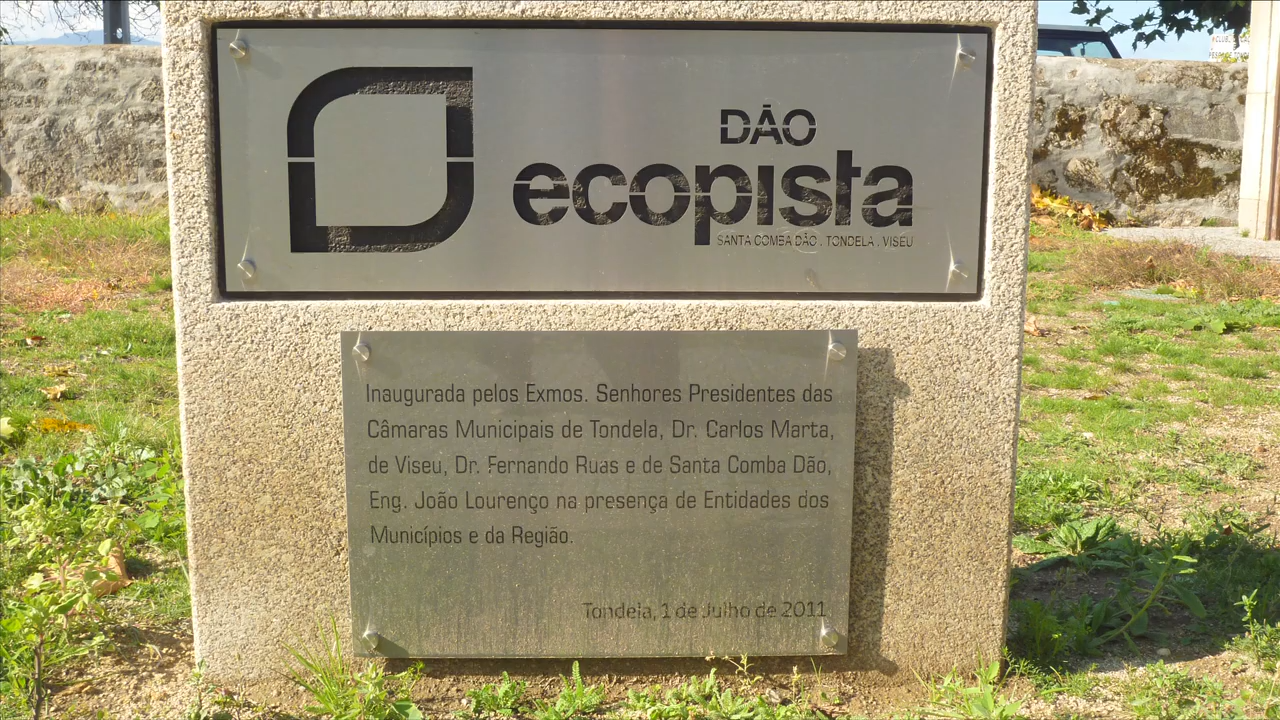 DÃO
ecopista
SANTA COMBA DÃO . TONDELA . VISEU
Inaugurada pelos Exmos. Senhores Presidentes das
Câmaras Municipais de Tondela, Dr. Carlos Marta,
de Viseu, Dr. Fernando Ruas e de Santa Comba Dão,
Eng. João Lourenço na presença de Entidades dos
Municípios e da Região.
Tondela, 1 de Julho de 2011